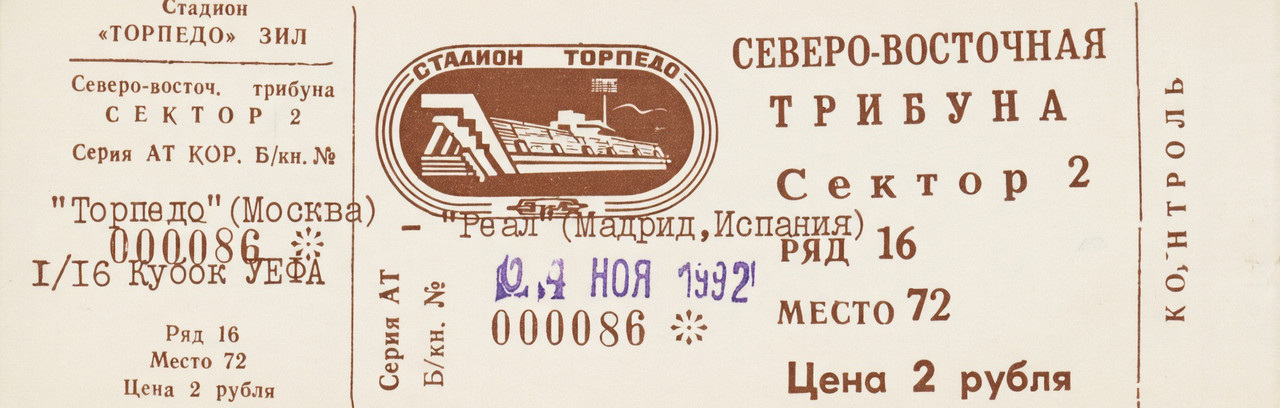 Стадион
«ТОРПЕДО» ЗИЛ
Северо-восточ. трибуна
СЕКТОР 2
Серия АТ КОР. Б/кн. №
"Торпедо" (Москва) – "Реал" (Мадрид, Испания)
000086
1/16 Кубок УЕФА
Ряд 16
Место 72
Цена 2 рубля
СТАДИОН ТОРПЕДО
Серия АТ
Б/кн. №
НОЯ 1992
000086
СЕВЕРО-ВОСТОЧНАЯ
ТРИБУНА
Сектор 2
РЯД 16
МЕСТО 72
Цена 2 рубля
КОНТРОЛЬ